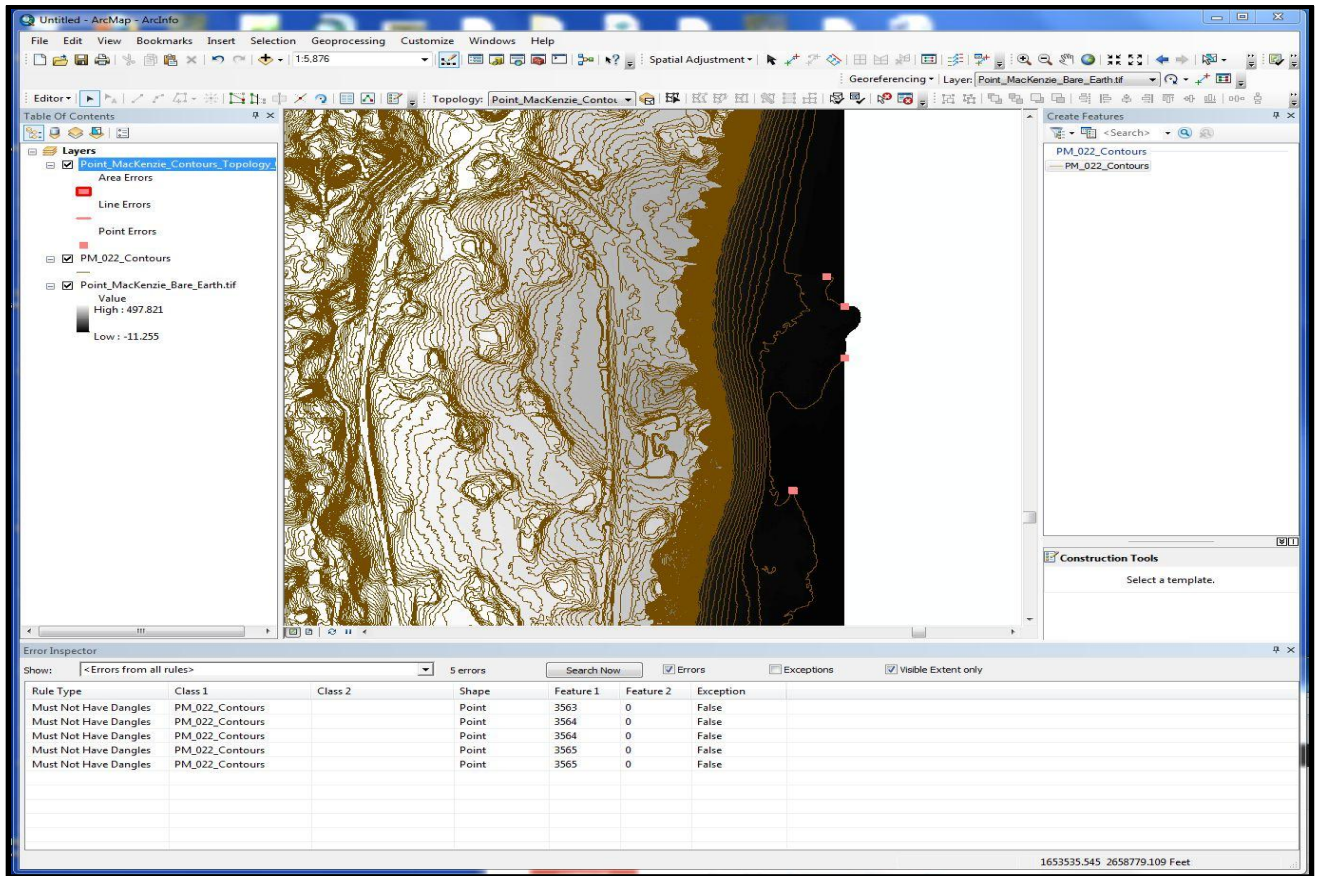 Untitled - ArcMap - ArcInfo
File Edit View Bookmarks Insert Selection Geoprocessing Customize Windows Help
1:5,876 Spatial Adjustment
Georeferencing Layer: Point_MacKenzie_Bare_Earth.tif
Editor Topology: Point_MacKenzie_Contou
Table Of Contents
Layers
Point_MacKenzie_Contours_Topology_
Area Errors
Line Errors
Point Errors
PM_022_Contours
Point_MacKenzie_Bare_Earth.tif
Value
High : 497.821
Low : -11.255
Create Features
<Search>
PM_022_Contours
PM_022_Contours
Construction Tools
Select a template.
Error Inspector
Show: <Errors from all rules> 5 errors Search Now Errors Exceptions Visible Extent only
Rule Type Class 1 Class 2 Shape Feature 1 Feature 2 Exception
Must Not Have Dangles PM_022_Contours Point 3563 0 False
Must Not Have Dangles PM_022_Contours Point 3564 0 False
Must Not Have Dangles PM_022_Contours Point 3564 0 False
Must Not Have Dangles PM_022_Contours Point 3565 0 False
Must Not Have Dangles PM_022_Contours Point 3565 0 False
1653535.545 2658779.109 Feet